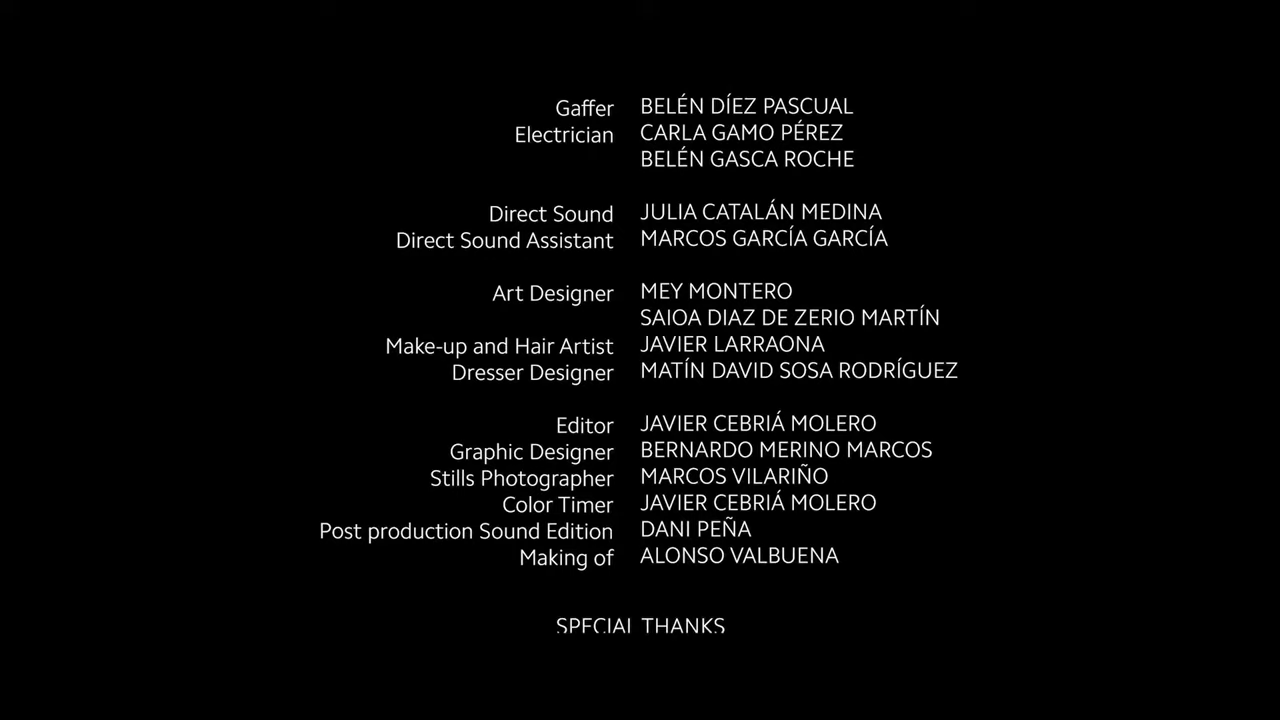 Gaffer BELÉN DÍEZ PASCUAL
Electrician CARLA GAMO PÉREZ
BELÉN GASCA ROCHE
Direct Sound JULIA CATALÁN MEDINA
Direct Sound Assistant MARCOS GARCÍA GARCÍA
Art Designer MEY MONTERO
SAIOA DIAZ DE ZERIO MARTÍN
Make-up and Hair Artist JAVIER LARRAONA
Dresser Designer MATÍN DAVID SOSA RODRÍGUEZ
Editor JAVIER CEBRIÁ MOLERO
Graphic Designer BERNARDO MERINO MARCOS
Stills Photographer MARCOS VILARIÑO
Color Timer JAVIER CEBRIÁ MOLERO
Post production Sound Edition DANI PEÑA
Making of ALONSO VALBUENA
SPECIAL THANKS